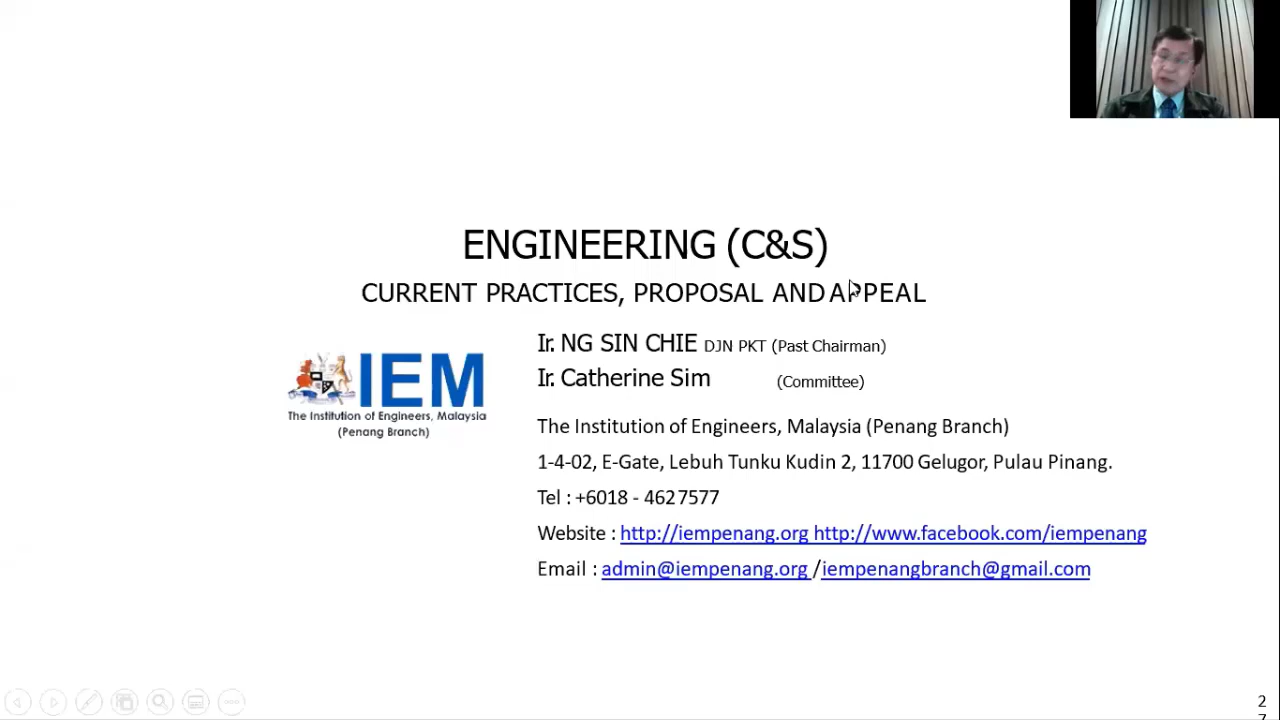 ENGINEERING (C&S)
CURRENT PRACTICES, PROPOSAL AND APPEAL
Ir. NG SIN CHIE DJN PKT (Past Chairman)
Ir. Catherine Sim (Committee)
IEM
The Institution of Engineers, Malaysia
(Penang Branch)
The Institution of Engineers, Malaysia (Penang Branch)
1-4-02, E-Gate, Lebuh Tunku Kudin 2, 11700 Gelugor, Pulau Pinang.
Tel : +6018 - 4627577
Website : http://iempenang.org http://www.facebook.com/iempenang
Email : admin@iempenang.org /iempenangbranch@gmail.com
2
7